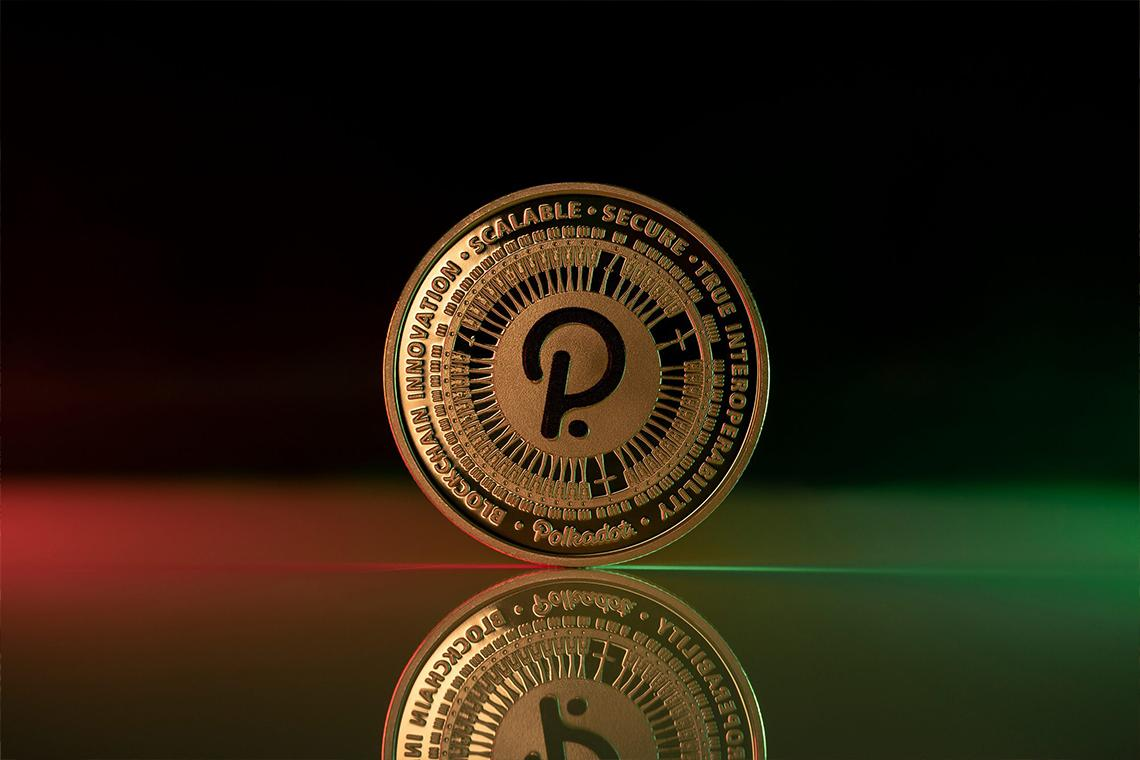 BLOCKCHAIN INNOVATION • SCALABLE • SECURE • TRUE INTEROPERABILITY •
Polkadot.